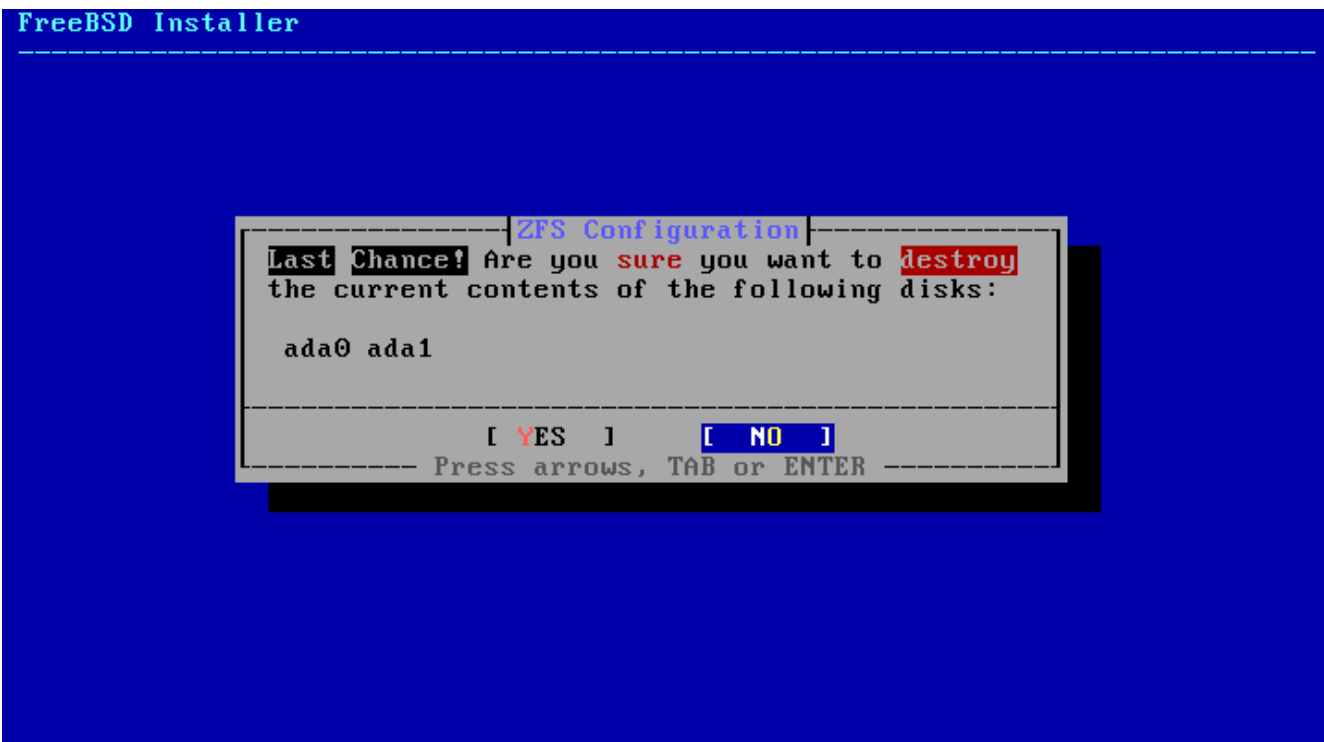 FreeBSD Installer
ZFS Configuration
Last Chance! Are you sure you want to destroy
the current contents of the following disks:
ada0 ada1
[ YES ] [ NO ]
Press arrows, TAB or ENTER